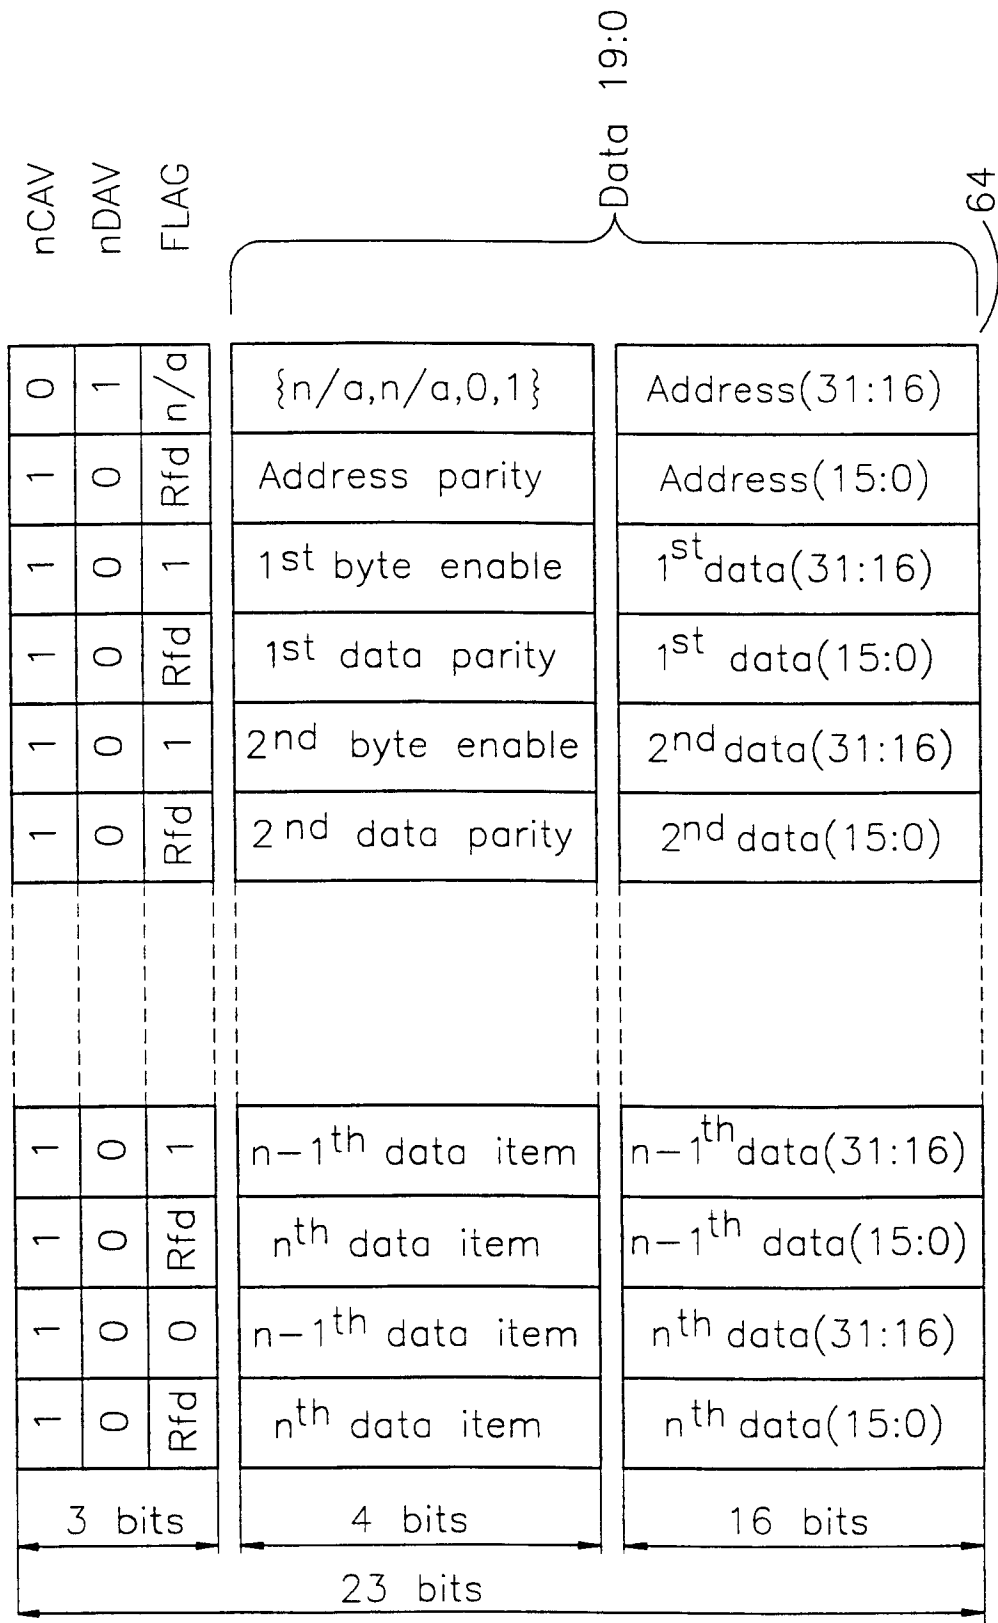 nCAV
nDAV
FLAG
Data 19:0
64
0 1 n/a {n/a,n/a,0,1} Address(31:16)
1 0 Rfd Address parity Address(15:0)
1 0 1 1st byte enable 1st data(31:16)
1 0 Rfd 1st data parity 1st data(15:0)
1 0 1 2nd byte enable 2nd data(31:16)
1 0 Rfd 2nd data parity 2nd data(15:0)
1 0 1 n-1th data item n-1th data(31:16)
1 0 Rfd nth data item n-1th data(15:0)
1 0 0 n-1th data item nth data(31:16)
1 0 Rfd nth data item nth data(15:0)
3 bits 4 bits 16 bits
23 bits